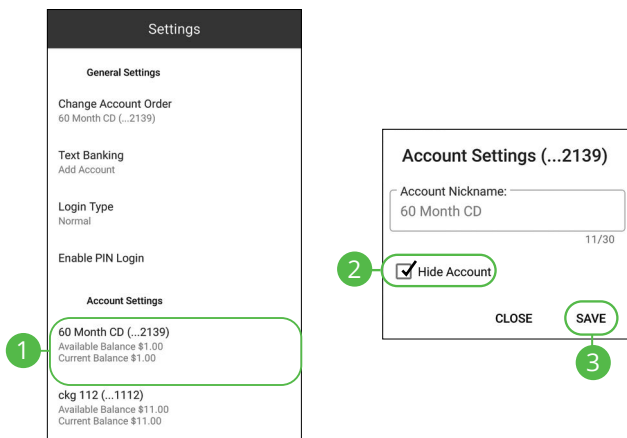 Settings
General Settings
Change Account Order
60 Month CD (...2139)
Text Banking
Add Account
Login Type
Normal
Enable PIN Login
Account Settings
1
60 Month CD (...2139)
Available Balance $1.00
Current Balance $1.00
ckg 112 (...1112)
Available Balance $11.00
Current Balance $11.00
Account Settings (...2139)
Account Nickname:
60 Month CD
11/30
2
Hide Account
CLOSE SAVE
3